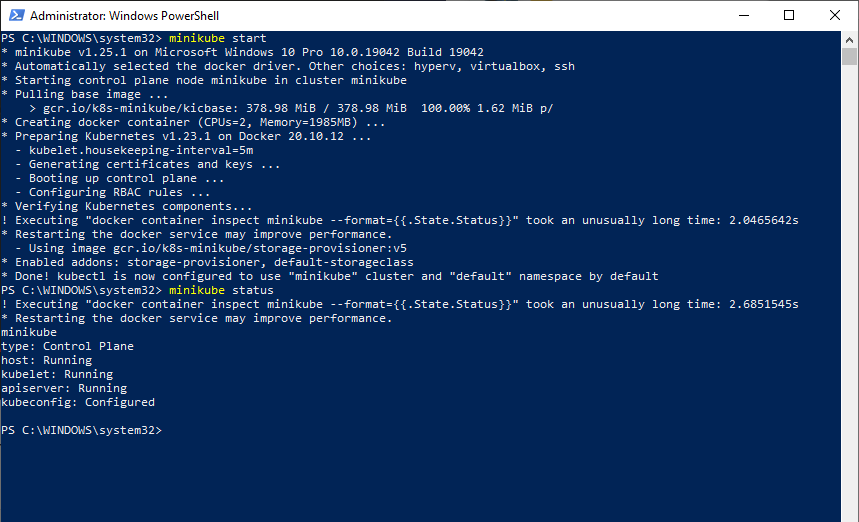 Administrator: Windows PowerShell
PS C:\WINDOWS\system32> minikube start
* minikube v1.25.1 on Microsoft Windows 10 Pro 10.0.19042 Build 19042
* Automatically selected the docker driver. Other choices: hyperv, virtualbox, ssh
* Starting control plane node minikube in cluster minikube
* Pulling base image ...
    > gcr.io/k8s-minikube/kicbase: 378.98 MiB / 378.98 MiB  100.00% 1.62 MiB p/
* Creating docker container (CPUs=2, Memory=1985MB) ...
* Preparing Kubernetes v1.23.1 on Docker 20.10.12 ...
  - kubelet.housekeeping-interval=5m
  - Generating certificates and keys ...
  - Booting up control plane ...
  - Configuring RBAC rules ...
* Verifying Kubernetes components...
! Executing "docker container inspect minikube --format={{.State.Status}}" took an unusually long time: 2.0465642s
* Restarting the docker service may improve performance.
  - Using image gcr.io/k8s-minikube/storage-provisioner:v5
* Enabled addons: storage-provisioner, default-storageclass
* Done! kubectl is now configured to use "minikube" cluster and "default" namespace by default
PS C:\WINDOWS\system32> minikube status
! Executing "docker container inspect minikube --format={{.State.Status}}" took an unusually long time: 2.6851545s
* Restarting the docker service may improve performance.
minikube
type: Control Plane
host: Running
kubelet: Running
apiserver: Running
kubeconfig: Configured
PS C:\WINDOWS\system32>